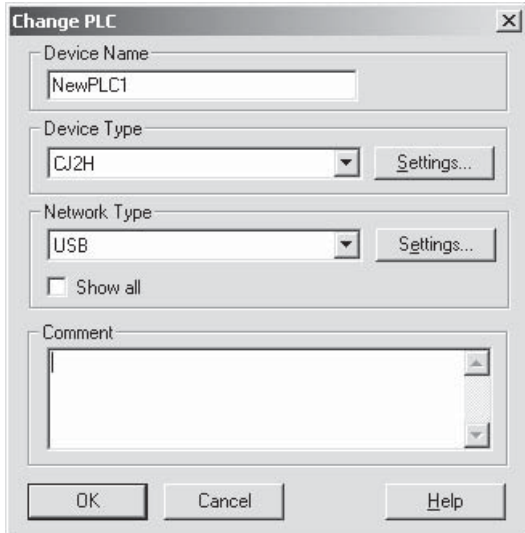 Change PLC
Device Name
NewPLC1
Device Type
CJ2H
Settings...
Network Type
USB
Settings...
Show all
Comment
OK Cancel Help